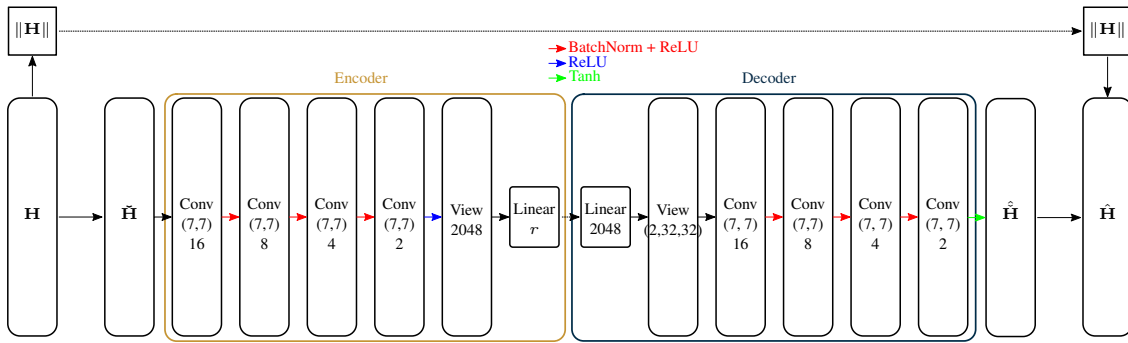 ‖H‖
‖H‖
BatchNorm + ReLU
ReLU
Tanh
Encoder
Decoder
H
H̆
Conv
(7,7)
16
Conv
(7,7)
8
Conv
(7,7)
4
Conv
(7,7)
2
View
2048
Linear
r
Linear
2048
View
(2,32,32)
Conv
(7, 7)
16
Conv
(7,7)
8
Conv
(7, 7)
4
Conv
(7, 7)
2
H̆̂
Ĥ